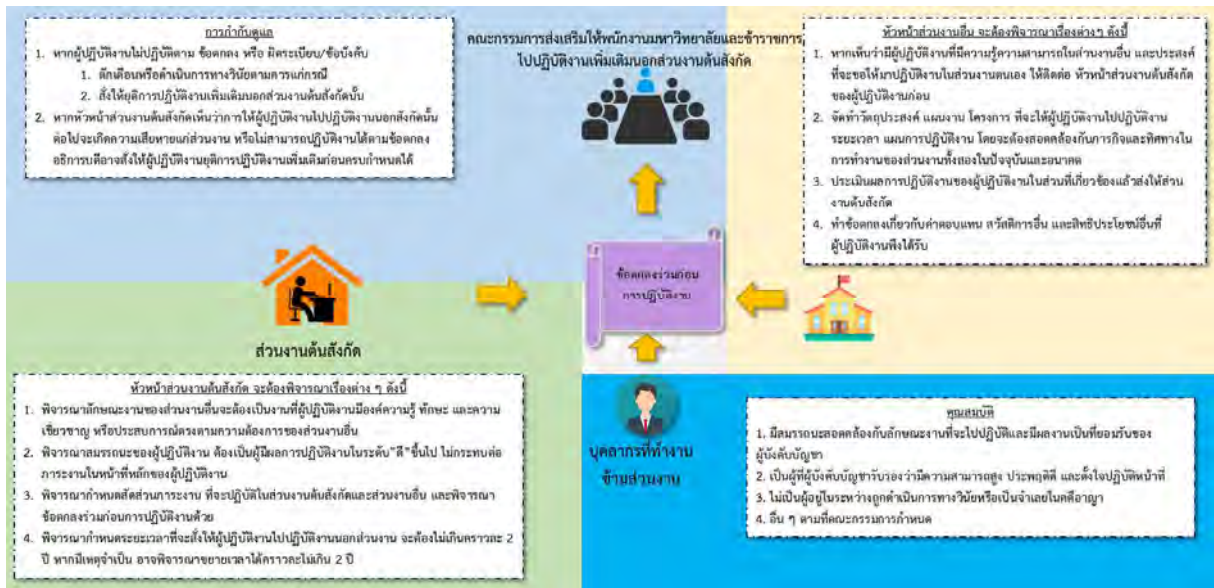 การกำกับดูแล
1. หากผู้ปฏิบัติงานไม่ปฏิบัติตาม ข้อตกลง หรือ ผิดระเบียบ/ข้อบังคับ
1. ตักเตือนหรือดำเนินการทางวินัยตามควรแก่กรณี
2. สั่งให้ยุติการปฏิบัติงานเพิ่มเติมนอกส่วนงานต้นสังกัดนั้น
2. หากหัวหน้าส่วนงานต้นสังกัดเห็นว่าการให้ผู้ปฏิบัติงานไปปฏิบัติงานนอกสังกัดนั้น
ต่อไปจะเกิดความเสียหายแก่ส่วนงาน หรือไม่สามารถปฏิบัติงานได้ตามข้อตกลง
อธิการบดีอาจสั่งให้ผู้ปฏิบัติงานยุติการปฏิบัติงานเพิ่มเติมก่อนครบกำหนดได้
คณะกรรมการส่งเสริมให้พนักงานมหาวิทยาลัยและข้าราชการ
ไปปฏิบัติงานเพิ่มเติมนอกส่วนงานต้นสังกัด
หัวหน้าส่วนงานอื่น จะต้องพิจารณาเรื่องต่างๆ ดังนี้
1. หากเห็นว่ามีผู้ปฏิบัติงานที่มีความรู้ความสามารถในส่วนงานอื่น และประสงค์
ที่จะขอให้มาปฏิบัติงานในส่วนงานตนเอง ให้ติดต่อ หัวหน้าส่วนงานต้นสังกัด
ของผู้ปฏิบัติงานก่อน
2. จัดทำวัตถุประสงค์ แผนงาน โครงการ ที่จะให้ผู้ปฏิบัติงานไปปฏิบัติงาน
ระยะเวลา แผนการปฏิบัติงาน โดยจะต้องสอดคล้องกับภารกิจและทิศทางใน
การทำงานของส่วนงานทั้งสองในปัจจุบันและอนาคต
3. ประเมินผลการปฏิบัติงานของผู้ปฏิบัติงานในส่วนที่เกี่ยวข้องแล้วส่งให้ส่วน
งานต้นสังกัด
4. ทำข้อตกลงเกี่ยวกับค่าตอบแทน สวัสดิการอื่น และสิทธิประโยชน์อื่นที่
ผู้ปฏิบัติงานพึงได้รับ
ข้อตกลงร่วมก่อน
การปฏิบัติงาน
ส่วนงานต้นสังกัด
หัวหน้าส่วนงานต้นสังกัด จะต้องพิจารณาเรื่องต่าง ๆ ดังนี้
1. พิจารณาลักษณะงานของส่วนงานอื่นจะต้องเป็นงานที่ผู้ปฏิบัติงานมีองค์ความรู้ ทักษะ และความ
เชี่ยวชาญ หรือประสบการณ์ตรงตามความต้องการของส่วนงานอื่น
2. พิจารณาสมรรถนะของผู้ปฏิบัติงาน ต้องเป็นผู้มีผลการปฏิบัติงานในระดับ"ดี"ขึ้นไป ไม่กระทบต่อ
ภาระงานในหน้าที่หลักของผู้ปฏิบัติงาน
3. พิจารณากำหนดสัดส่วนภาระงาน ที่จะปฏิบัติในส่วนงานต้นสังกัดและส่วนงานอื่น และพิจารณา
ข้อตกลงร่วมก่อนการปฏิบัติงานด้วย
4. พิจารณากำหนดระยะเวลาที่จะสั่งให้ผู้ปฏิบัติงานไปปฏิบัติงานนอกส่วนงาน จะต้องไม่เกินคราวละ 2
ปี หากมีเหตุจำเป็น อาจพิจารณาขยายเวลาได้คราวละไม่เกิน 2 ปี
บุคลากรที่ทำงาน
ข้ามส่วนงาน
คุณสมบัติ
1. มีสมรรถนะสอดคล้องกับลักษณะงานที่จะไปปฏิบัติและมีผลงานเป็นที่ยอมรับของ
ผู้บังคับบัญชา
2. เป็นผู้ที่ผู้บังคับบัญชารับรองว่ามีความสามารถสูง ประพฤติดี และตั้งใจปฏิบัติหน้าที่
3. ไม่เป็นผู้อยู่ในระหว่างถูกดำเนินการทางวินัยหรือเป็นจำเลยในคดีอาญา
4. อื่น ๆ ตามที่คณะกรรมการกำหนด